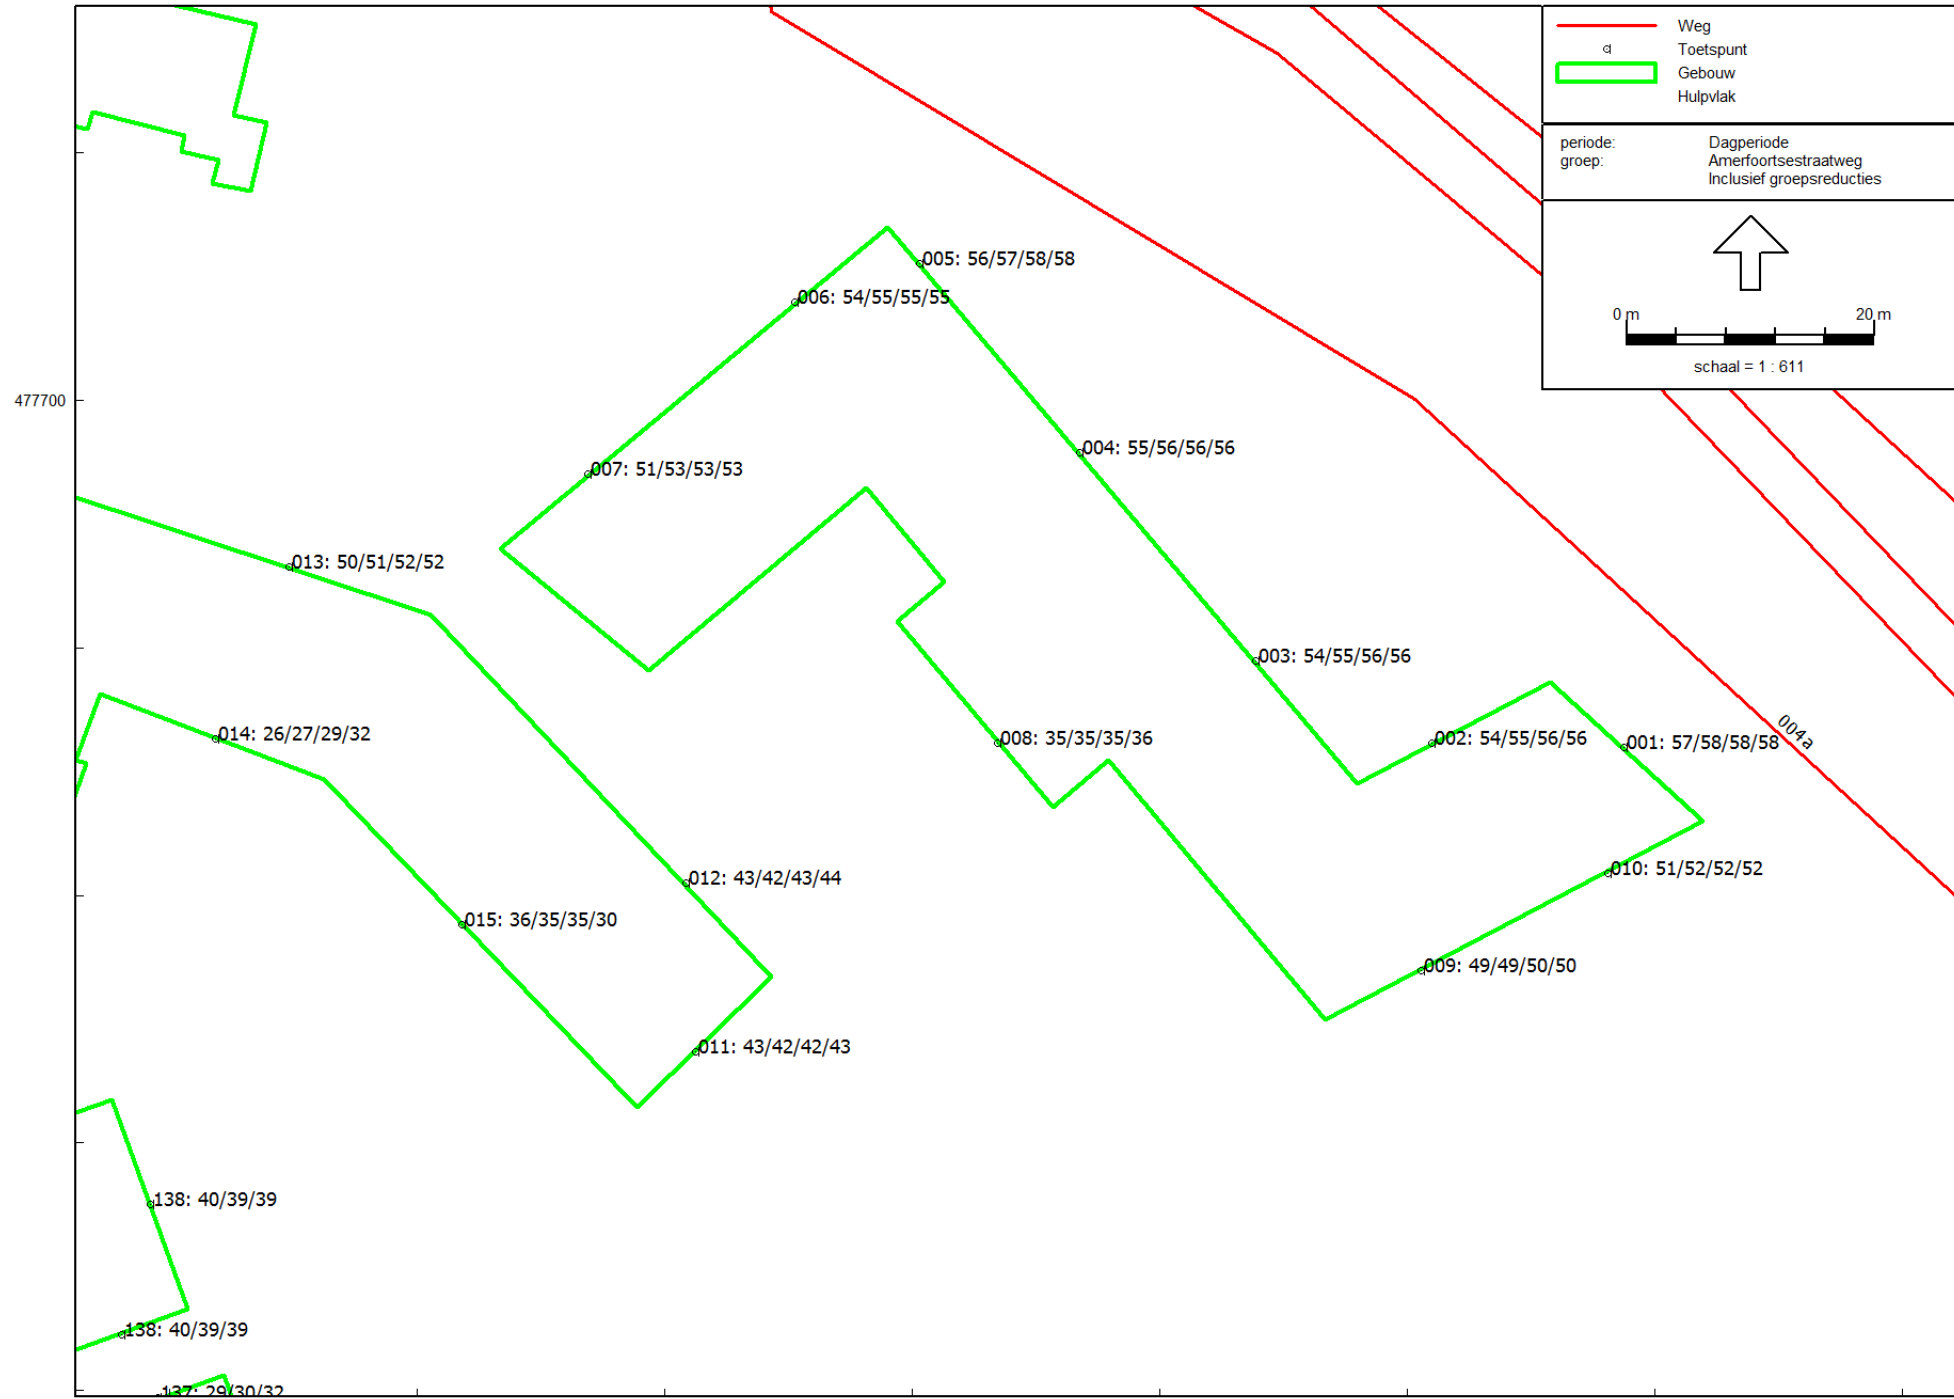 Weg
Toetspunt
Gebouw
Hulpvlak
periode: Dagperiode
groep: Amerfoortsestraatweg
Inclusief groepsreducties
0 m 20 m
schaal = 1 : 611
005: 56/57/58/58
006: 54/55/55/55
477700
004: 55/56/56/56
007: 51/53/53/53
013: 50/51/52/52
003: 54/55/56/56
014: 26/27/29/32
008: 35/35/35/36
002: 54/55/56/56
001: 57/58/58/58
004a
012: 43/42/43/44
010: 51/52/52/52
015: 36/35/35/30
009: 49/49/50/50
011: 43/42/42/43
138: 40/39/39
138: 40/39/39
137: 29/30/32